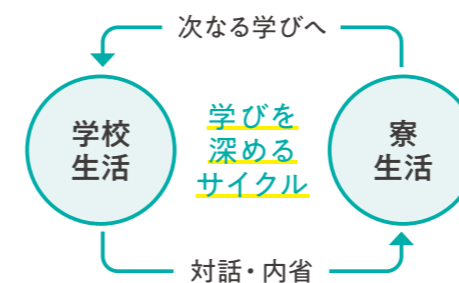 次なる学びへ
学校
生活
学びを
深める
サイクル
寮
生活
対話・内省